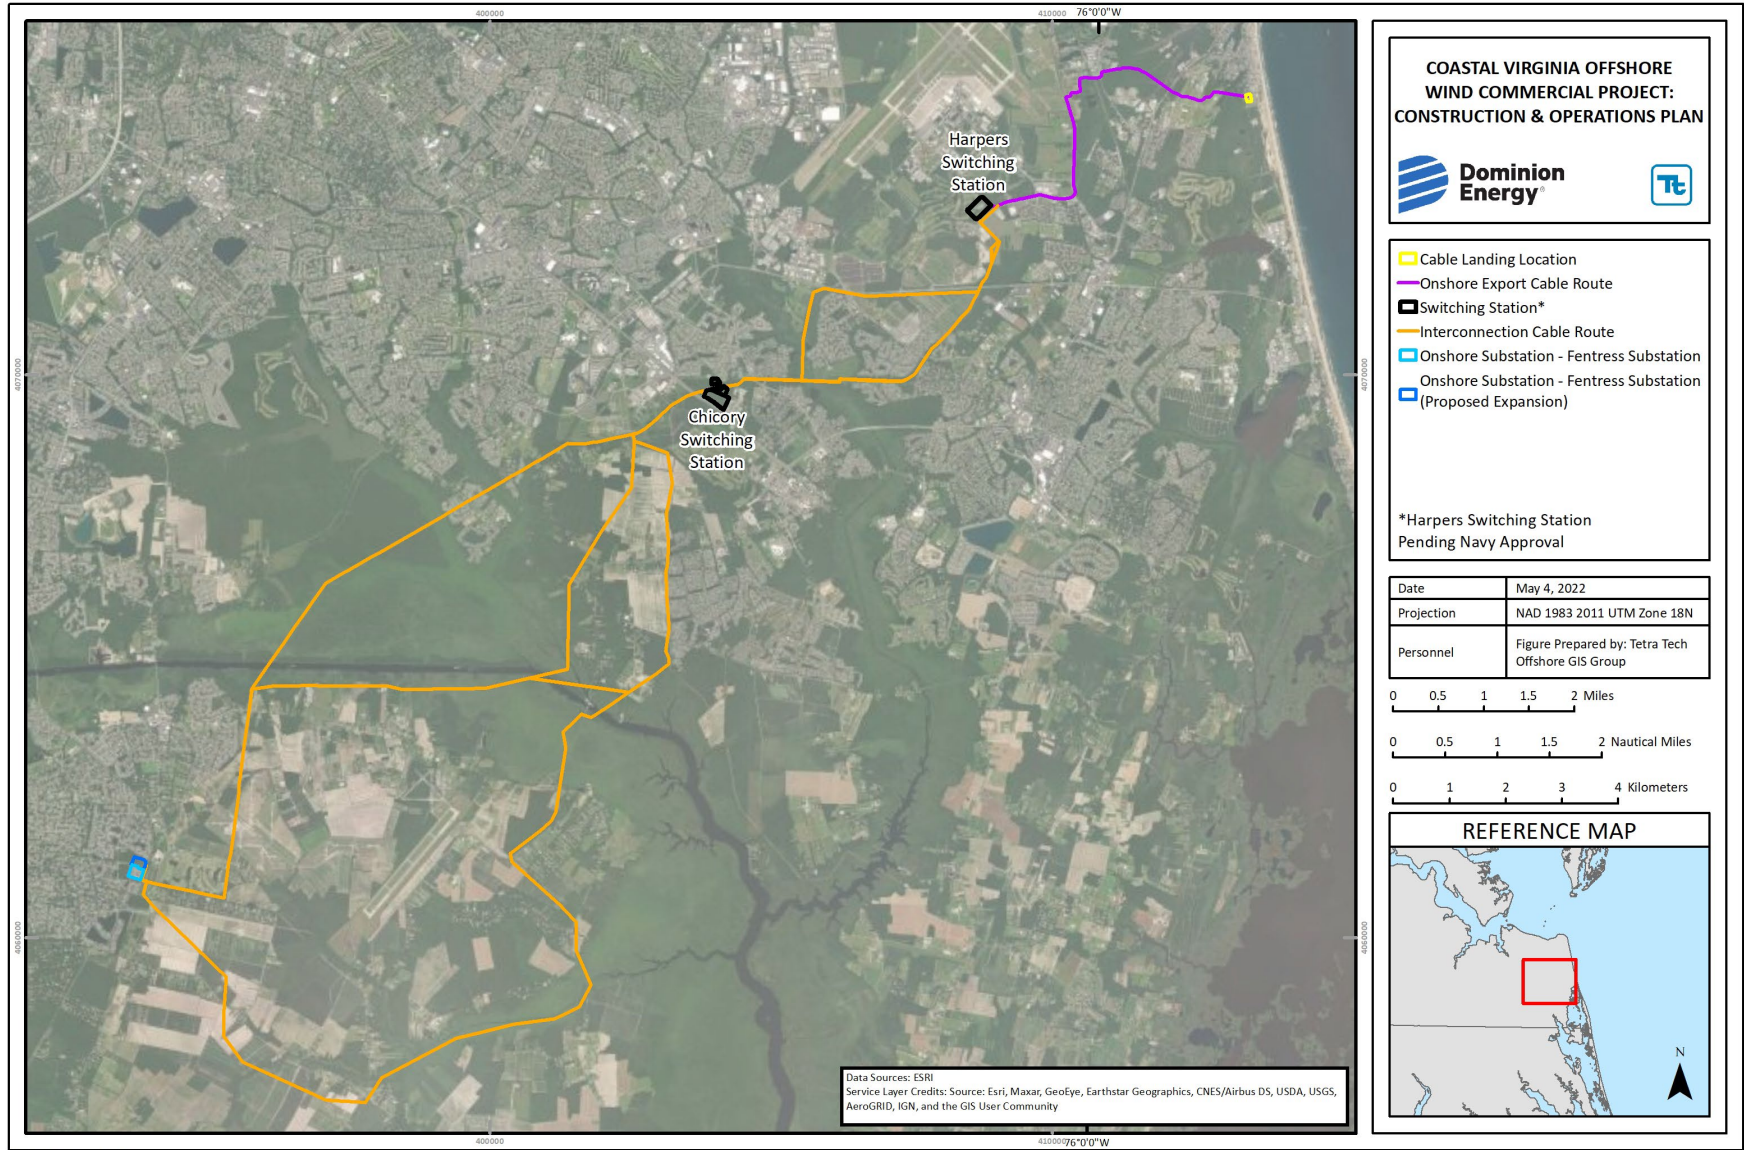 400000
410000
76°0'0"W
4070000
4070000
4060000
4060000
Harpers
Switching
Station
Chicory
Switching
Station
Data Sources: ESRI
Service Layer Credits: Source: Esri, Maxar, GeoEye, Earthstar Geographics, CNES/Airbus DS, USDA, USGS,
AeroGRID, IGN, and the GIS User Community
400000
410000
76°0'0"W
COASTAL VIRGINIA OFFSHORE
WIND COMMERCIAL PROJECT:
CONSTRUCTION & OPERATIONS PLAN
Dominion
Energy®
Tt
Cable Landing Location
Onshore Export Cable Route
Switching Station*
Interconnection Cable Route
Onshore Substation - Fentress Substation
Onshore Substation - Fentress Substation
(Proposed Expansion)
*Harpers Switching Station
Pending Navy Approval
Date May 4, 2022
Projection NAD 1983 2011 UTM Zone 18N
Personnel Figure Prepared by: Tetra Tech
Offshore GIS Group
0 0.5 1 1.5 2 Miles
0 0.5 1 1.5 2 Nautical Miles
0 1 2 3 4 Kilometers
REFERENCE MAP
N